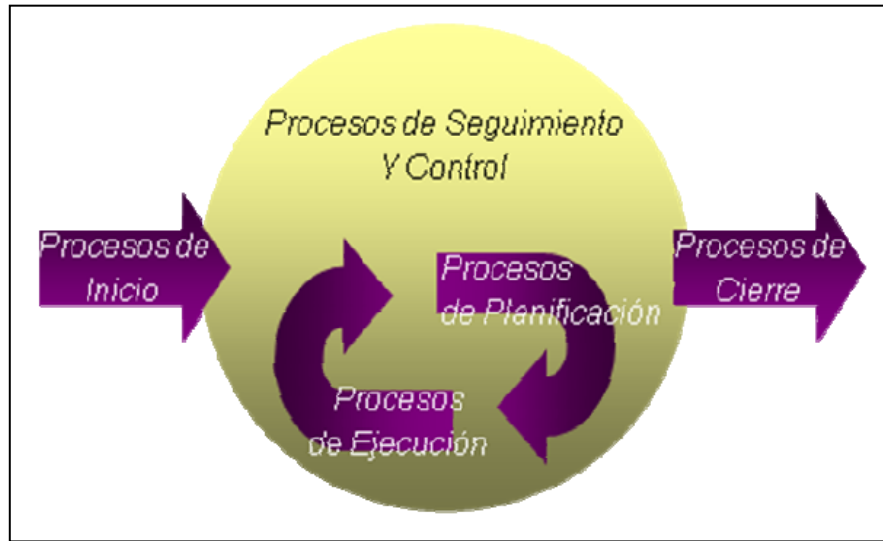 Procesos de Seguimiento
Y Control
Procesos de
Inicio
Procesos
de Planificación
Procesos de
Cierre
Procesos
de Ejecución